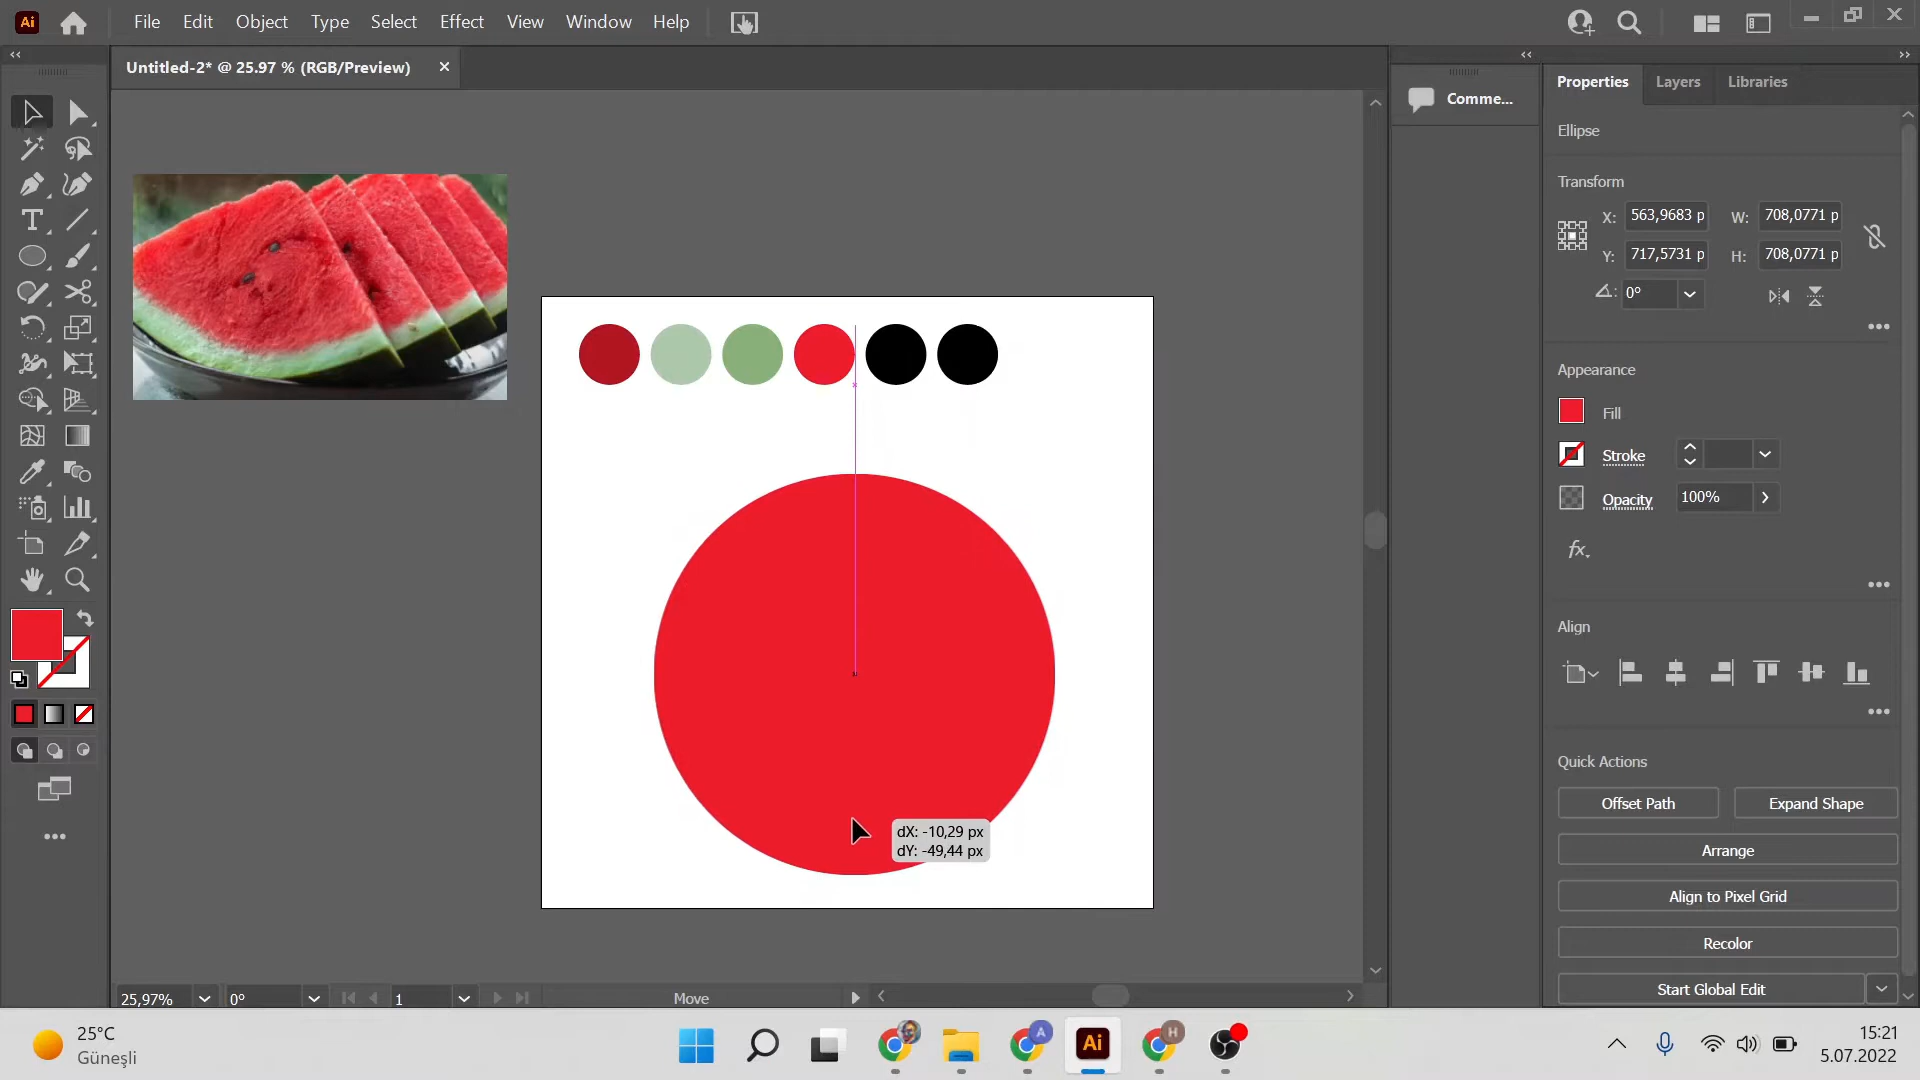 Ai File Edit Object Type Select Effect View Window Help
Untitled-2* @ 25.97 % (RGB/Preview)
Comme...
Properties Layers Libraries
Ellipse
Transform
X: 563,9683 p W: 708,0771 p
Y: 717,5731 p H: 708,0771 p
0°
Appearance
Fill
Stroke
Opacity 100%
fx.
Align
Quick Actions
Offset Path Expand Shape
Arrange
Align to Pixel Grid
Recolor
Start Global Edit
dX: -10,29 px
dY: -49,44 px
25,97% 0° 1 Move
25°C
Güneşli
A
Ai
H
15:21
5.07.2022